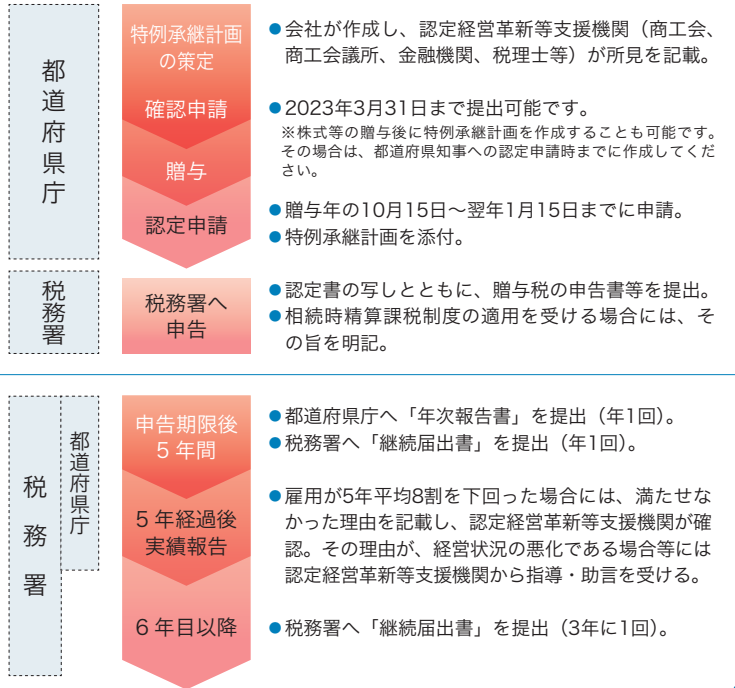 都道府県庁
特例承継計画
の策定
●会社が作成し、認定経営革新等支援機関（商工会、
商工会議所、金融機関、税理士等）が所見を記載。
確認申請
●2023年3月31日まで提出可能です。
※株式等の贈与後に特例承継計画を作成することも可能です。
その場合は、都道府県知事への認定申請時までに作成してくだ
さい。
贈与
認定申請
●贈与年の10月15日～翌年1月15日までに申請。
●特例承継計画を添付。
税務署
税務署へ
申告
●認定書の写しとともに、贈与税の申告書等を提出。
●相続時精算課税制度の適用を受ける場合には、そ
の旨を明記。
税務署
都道府県庁
申告期限後
5年間
●都道府県庁へ「年次報告書」を提出（年1回）。
●税務署へ「継続届出書」を提出（年1回）。
5年経過後
実績報告
●雇用が5年平均8割を下回った場合には、満たせな
かった理由を記載し、認定経営革新等支援機関が確
認。その理由が、経営状況の悪化である場合等には
認定経営革新等支援機関から指導・助言を受ける。
6年目以降
●税務署へ「継続届出書」を提出（3年に1回）。